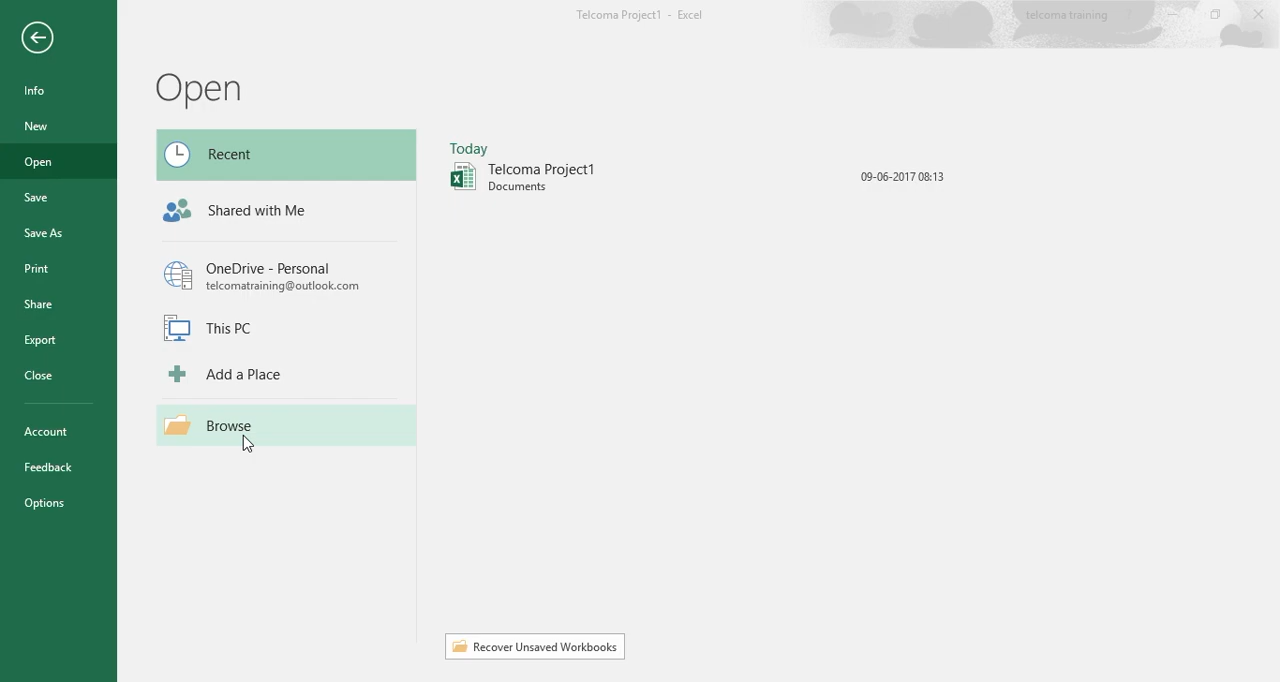 Telcoma Project1 - Excel
telcoma training
Info
New
Open
Save
Save As
Print
Share
Export
Close
Account
Feedback
Options
Open
Recent
Shared with Me
OneDrive - Personal
telcomatraining@outlook.com
This PC
Add a Place
Browse
Today
Telcoma Project1
Documents
09-06-2017 08:13
Recover Unsaved Workbooks